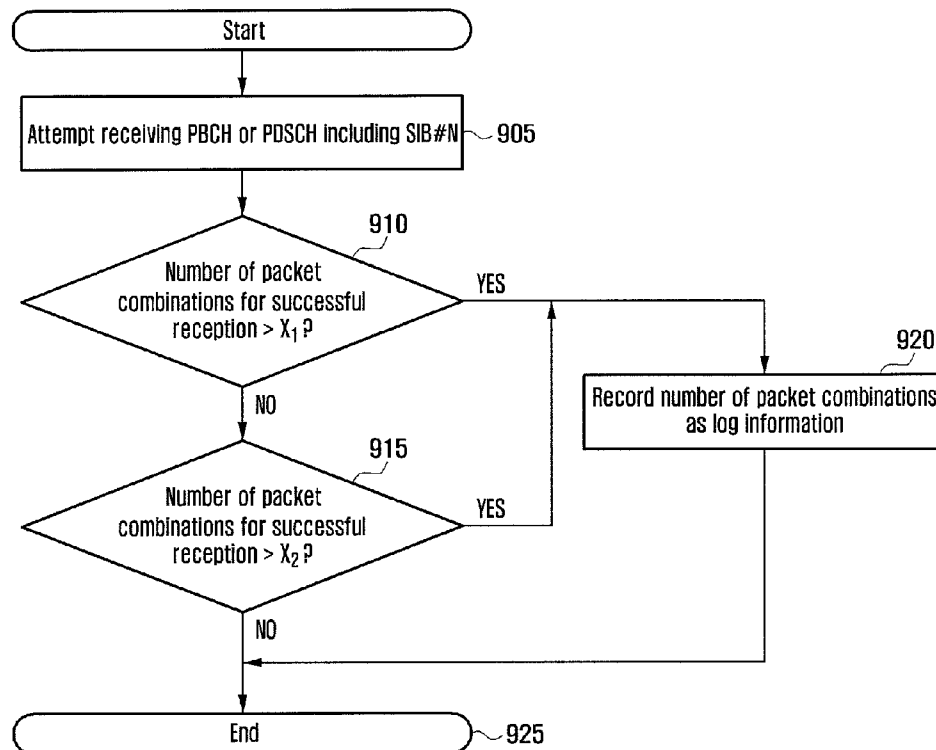 Start
Attempt receiving PBCH or PDSCH including SIB#N
905
910
Number of packet
combinations for successful
reception > X₁?
YES
NO
920
Record number of packet combinations
as log information
915
Number of packet
combinations for successful
reception > X₂?
YES
NO
End
925